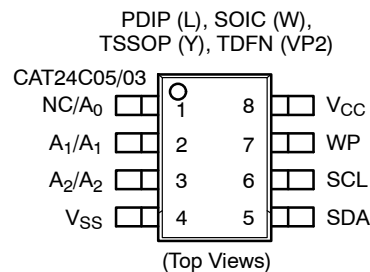 PDIP (L), SOIC (W),
TSSOP (Y), TDFN (VP2)
CAT24C05/03
NC/A0 1 8 VCC
A1/A1 2 7 WP
A2/A2 3 6 SCL
VSS 4 5 SDA
(Top Views)